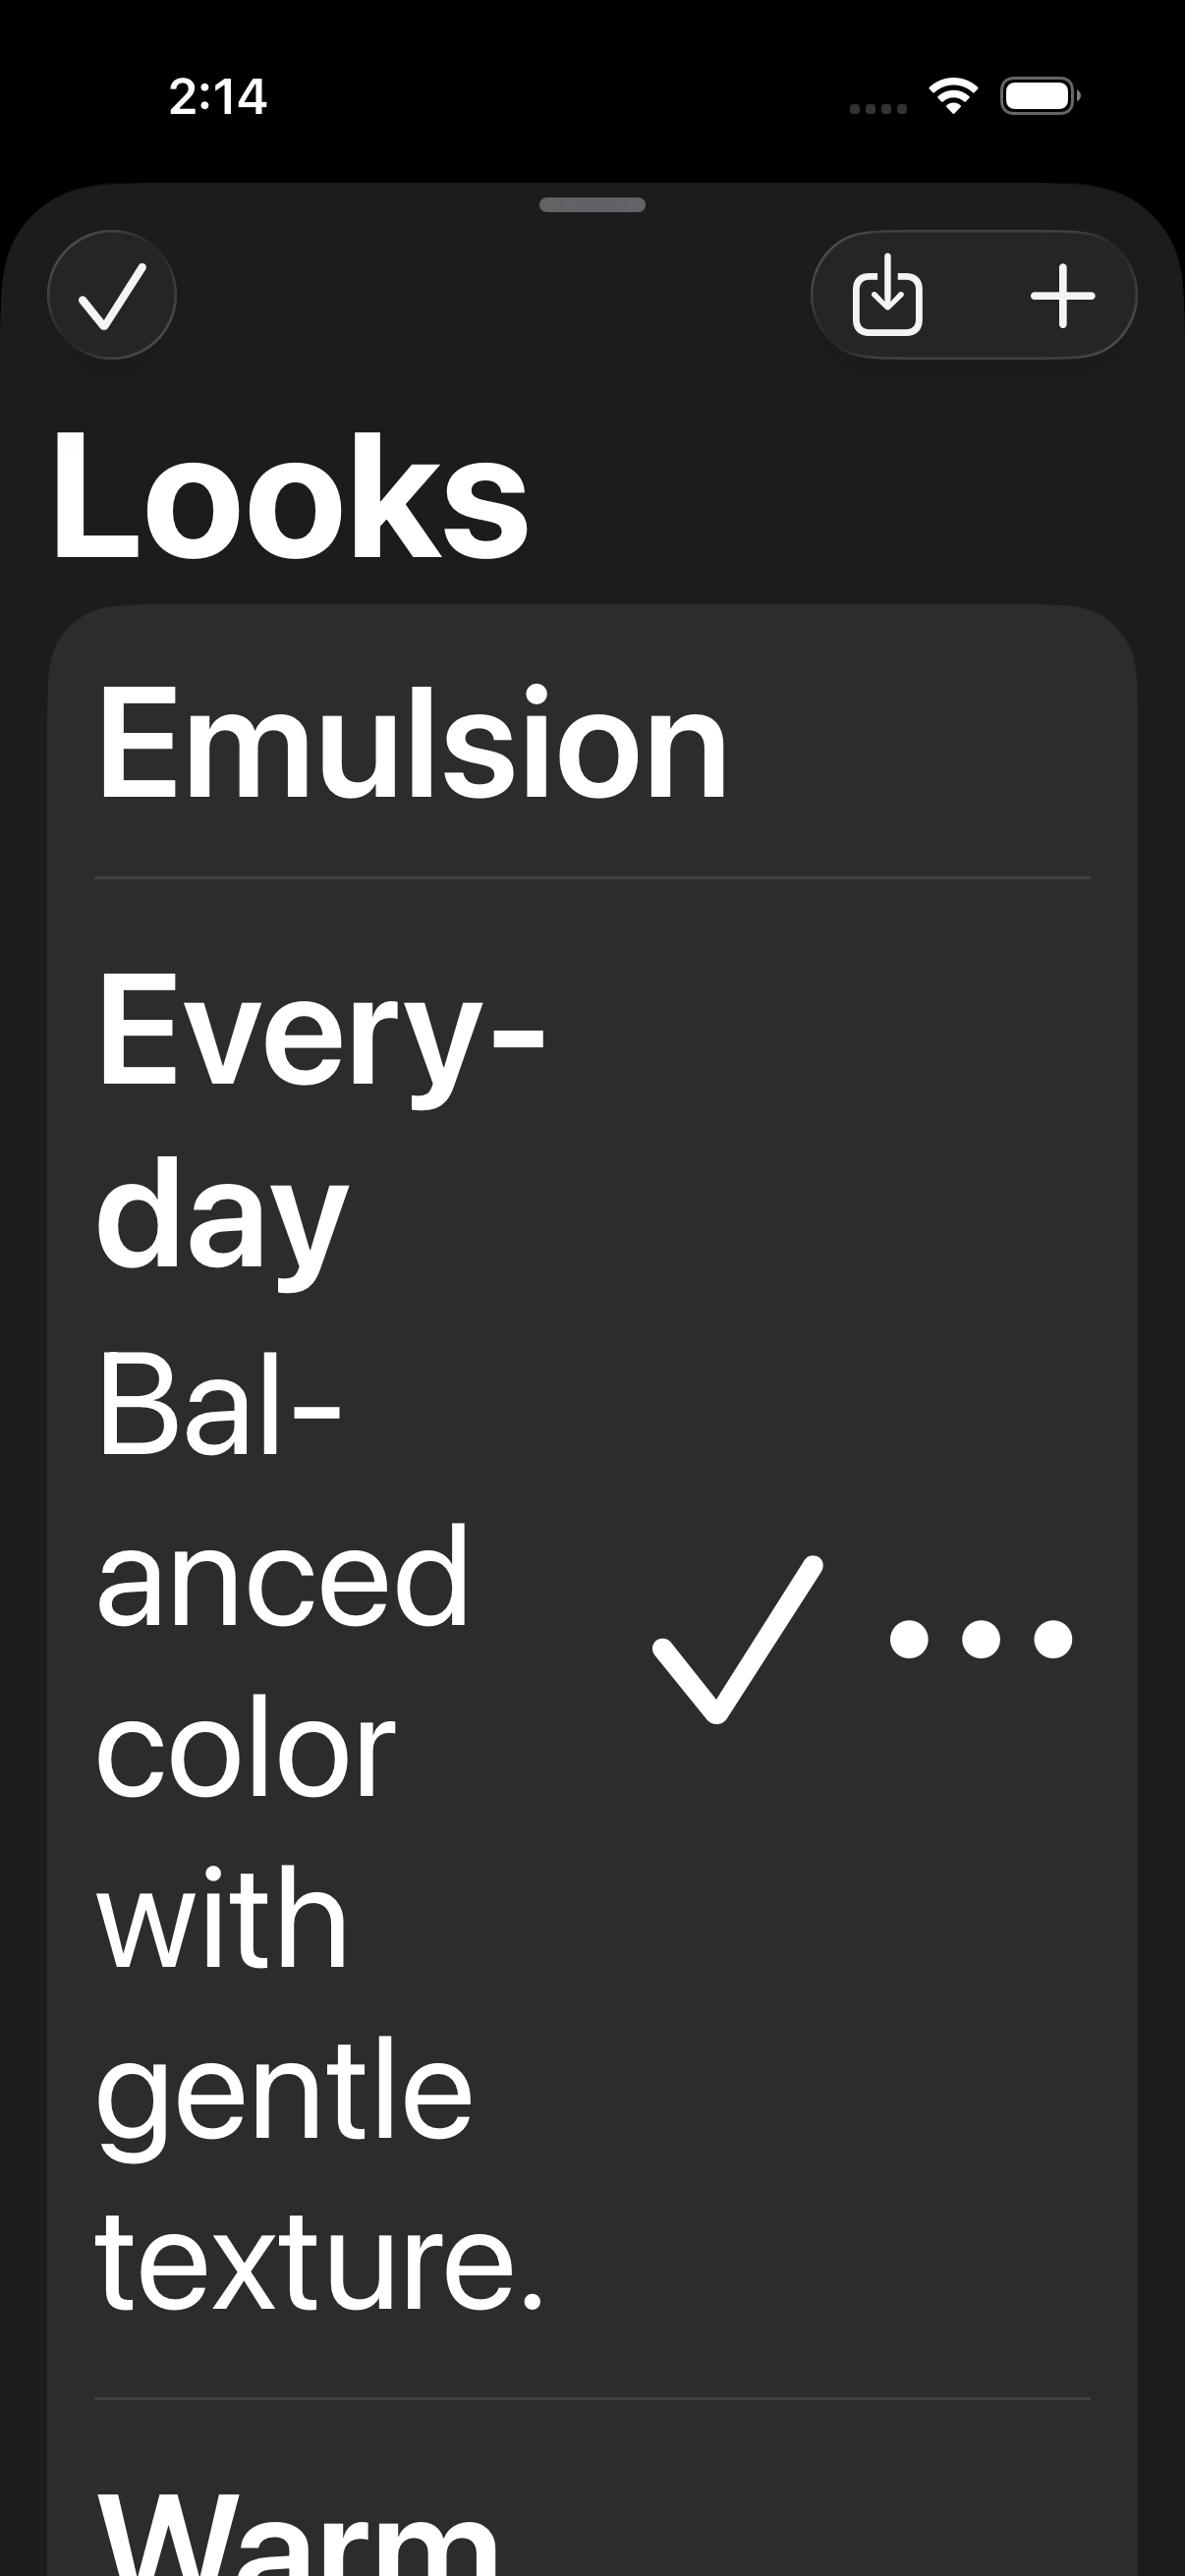 2:14
Looks
Emulsion
Every-
day
Bal-
anced
color
with
gentle
texture.
Warm